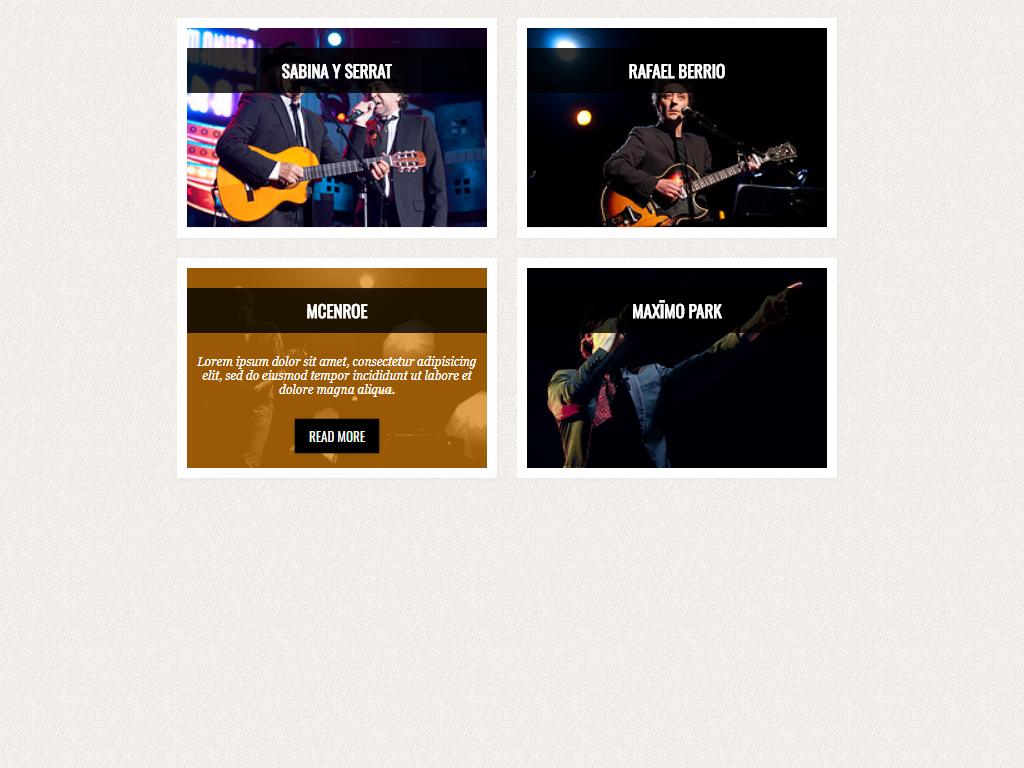 SABINA Y SERRAT
RAFAEL BERRIO
MCENROE
Lorem ipsum dolor sit amet, consectetur adipisicing
elit, sed do eiusmod tempor incididunt ut labore et
dolore magna aliqua.
READ MORE
MAXĪMO PARK